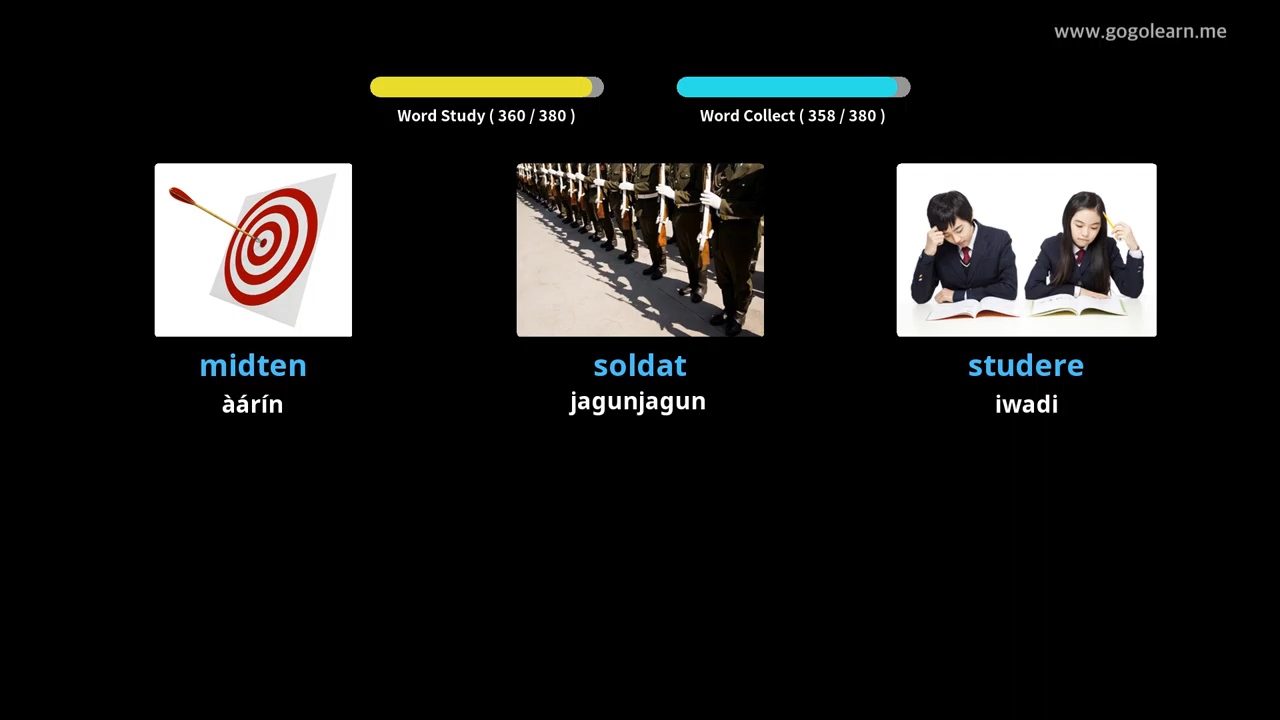 www.gogolearn.me
Word Study ( 360 / 380 )
Word Collect ( 358 / 380 )
midten
àárín
soldat
jagunjagun
studere
iwadi